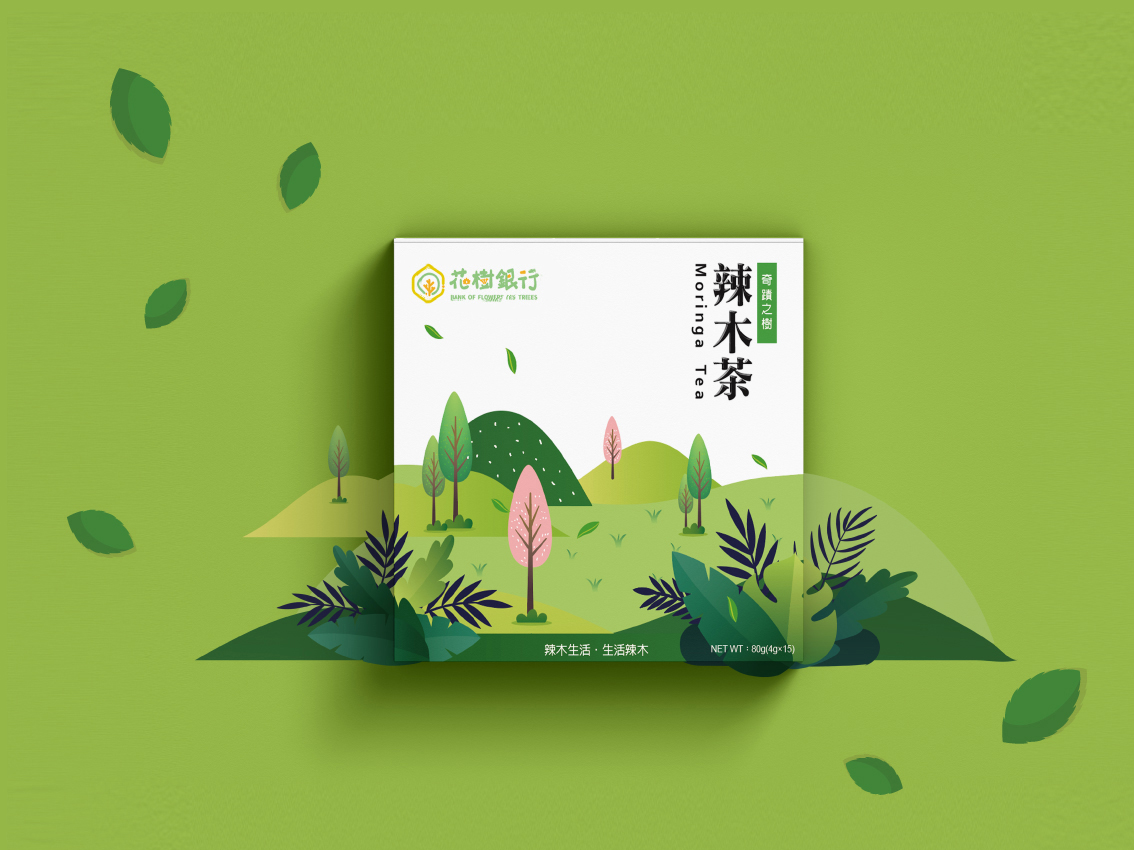 花樹銀行
BANK OF FLOWERY
TREES
奇蹟之樹
辣木茶
Moringa Tea
辣木生活·生活辣木
NET WT：80g(4g×15)